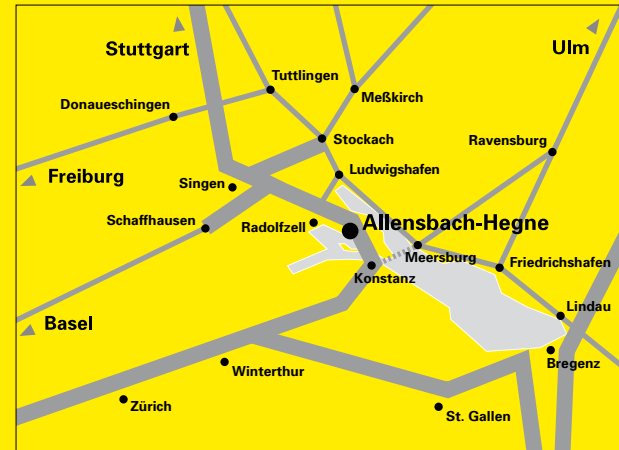 Stuttgart
Ulm
Tuttlingen
Meßkirch
Donaueschingen
Stockach
Ravensburg
Ludwigshafen
Freiburg
Singen
Schaffhausen
Radolfzell
Allensbach-Hegne
Meersburg
Friedrichshafen
Konstanz
Lindau
Basel
Bregenz
Winterthur
Zürich
St. Gallen